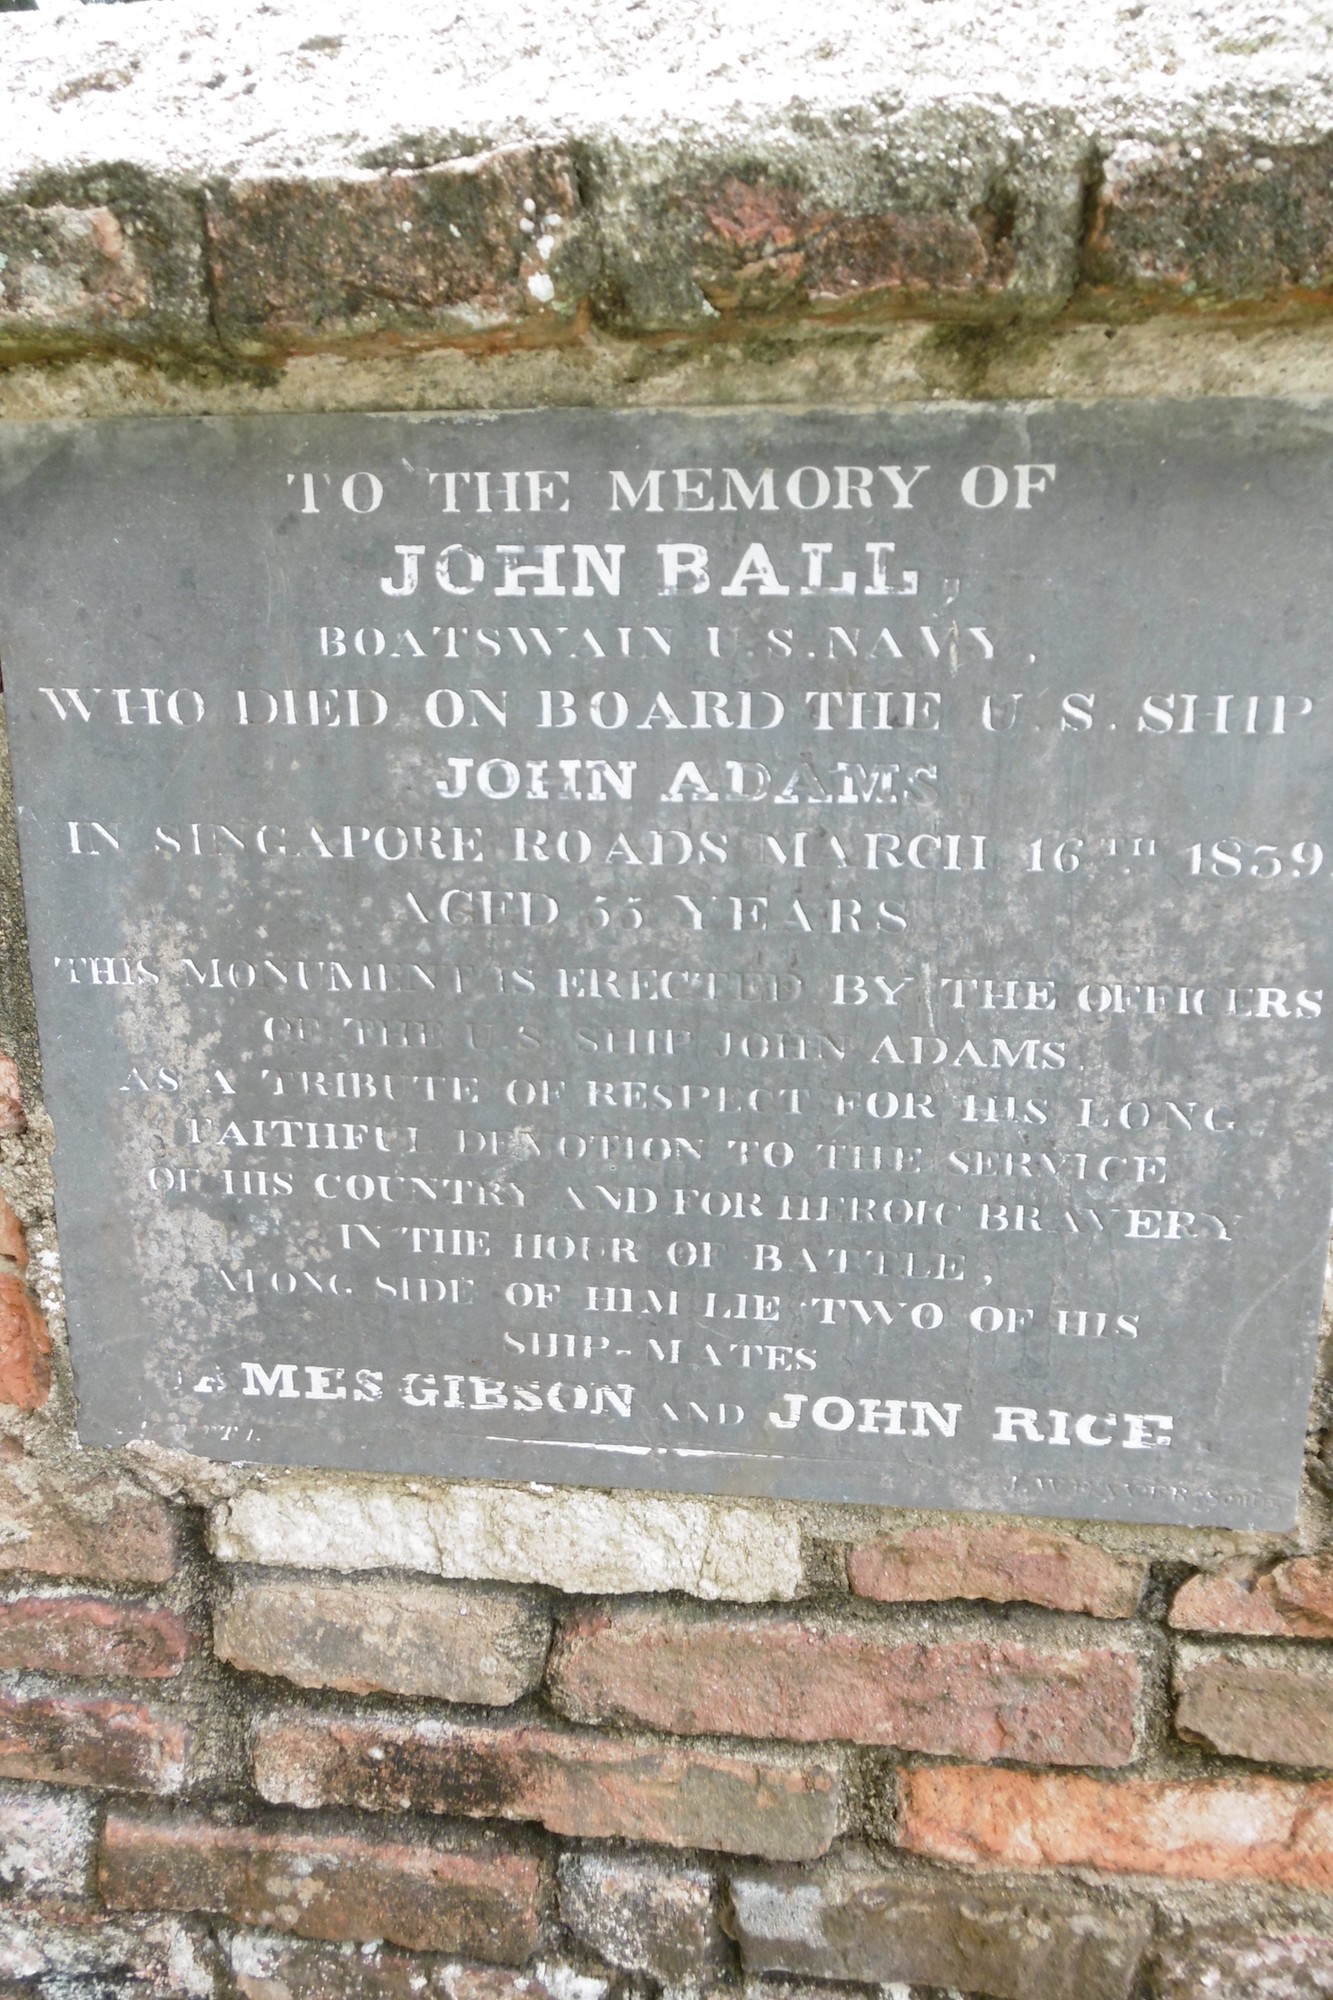 TO THE MEMORY OF
JOHN BALL,
BOATSWAIN U.S. NAVY,
WHO DIED ON BOARD THE U.S. SHIP
JOHN ADAMS
IN SINGAPORE ROADS MARCH 16TH 1839.
AGED 55 YEARS
THIS MONUMENT IS ERECTED BY THE OFFICERS
OF THE U.S. SHIP JOHN ADAMS.
AS A TRIBUTE OF RESPECT FOR HIS LONG
FAITHFUL DEVOTION TO THE SERVICE
OF HIS COUNTRY AND FOR HEROIC BRAVERY
IN THE HOUR OF BATTLE,
ALONG SIDE OF HIM LIE TWO OF HIS
SHIP-MATES
JAMES GIBSON AND JOHN RICE
J. WEAVER